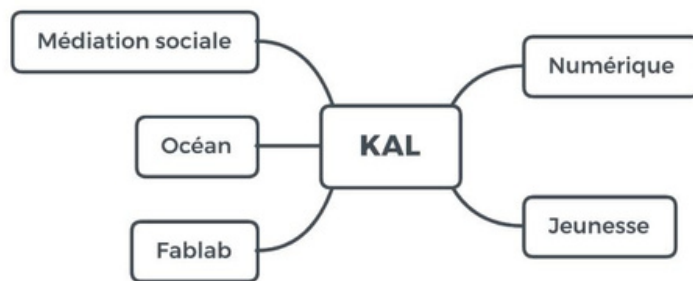 Médiation sociale
Numérique
Océan
KAL
Fablab
Jeunesse